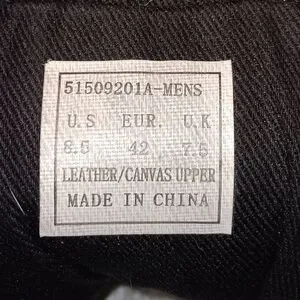 51509201A-MENS
U.S EUR. U.K
8.5 42 7.5
LEATHER/CANVAS UPPER
MADE IN CHINA